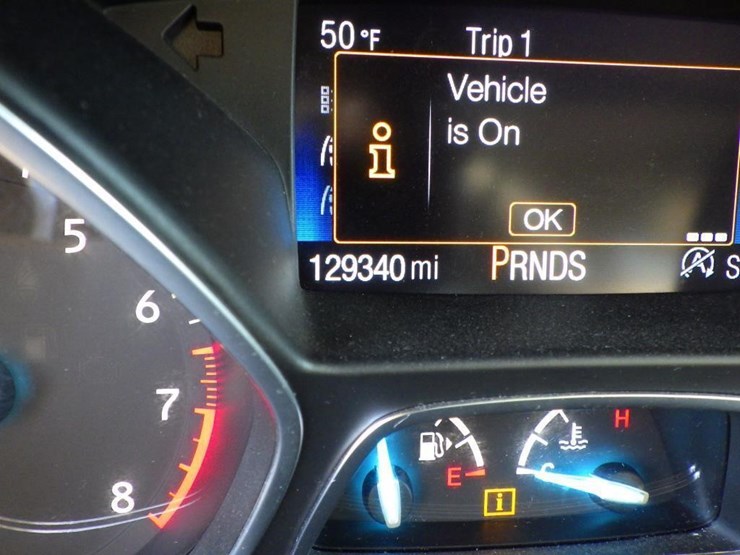 50 °F Trip 1
Vehicle
is On
i
OK
129340 mi PRNDS
A S
5
6
7
8
H
E C
i